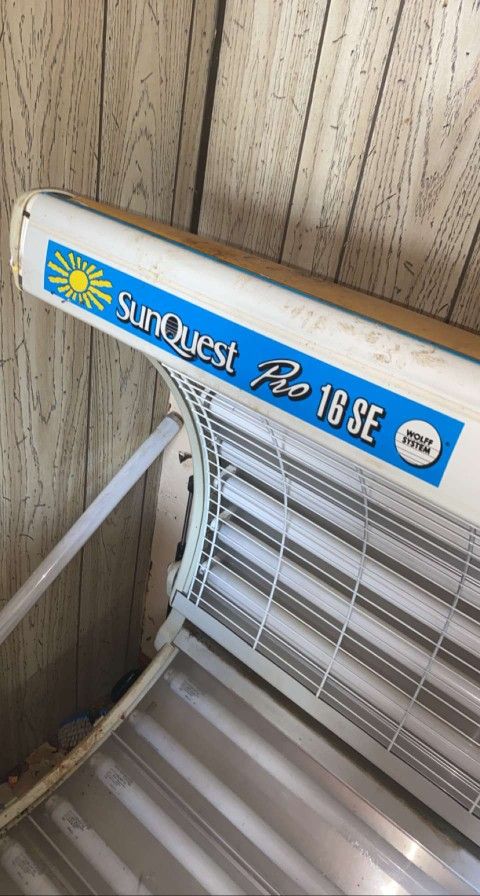 SunQuest Pro 16 SE
WOLFF
SYSTEM